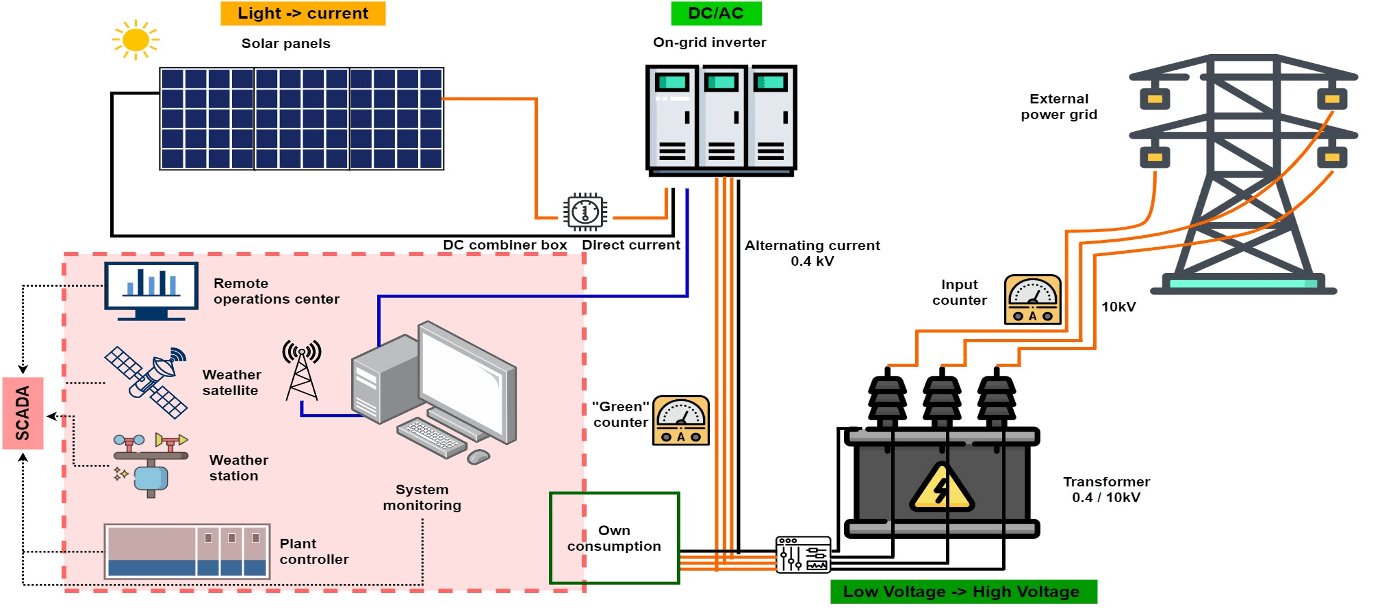 Light -> current
Solar panels
DC/AC
On-grid inverter
External
power grid
DC combiner box
Direct current
Alternating current
0.4 kV
Input
counter
A
10kV
Remote
operations center
Weather
satellite
SCADA
"Green"
counter
A
Weather
station
System
monitoring
Transformer
0.4 / 10kV
Own
consumption
Plant
controller
Low Voltage -> High Voltage